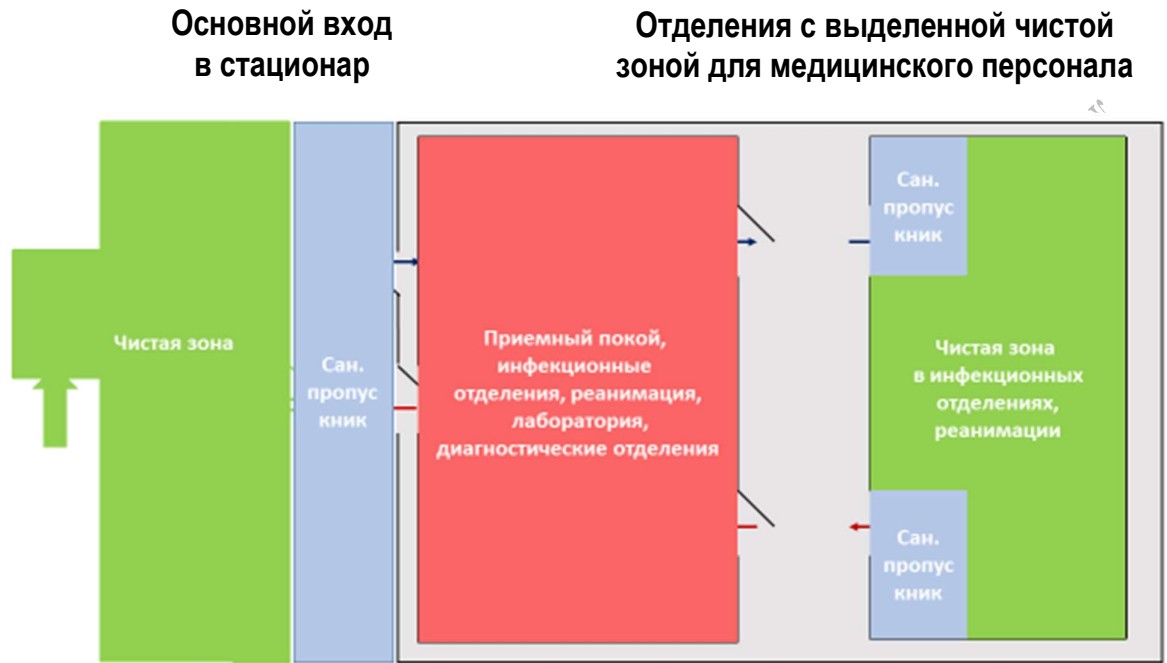 Основной вход
в стационар
Отделения с выделенной чистой
зоной для медицинского персонала
Чистая зона
Сан.
пропус
кник
Приемный покой,
инфекционные
отделения, реанимация,
лаборатория,
диагностические отделения
Сан.
пропус
кник
Чистая зона
в инфекционных
отделениях,
реанимации
Сан.
пропус
кник